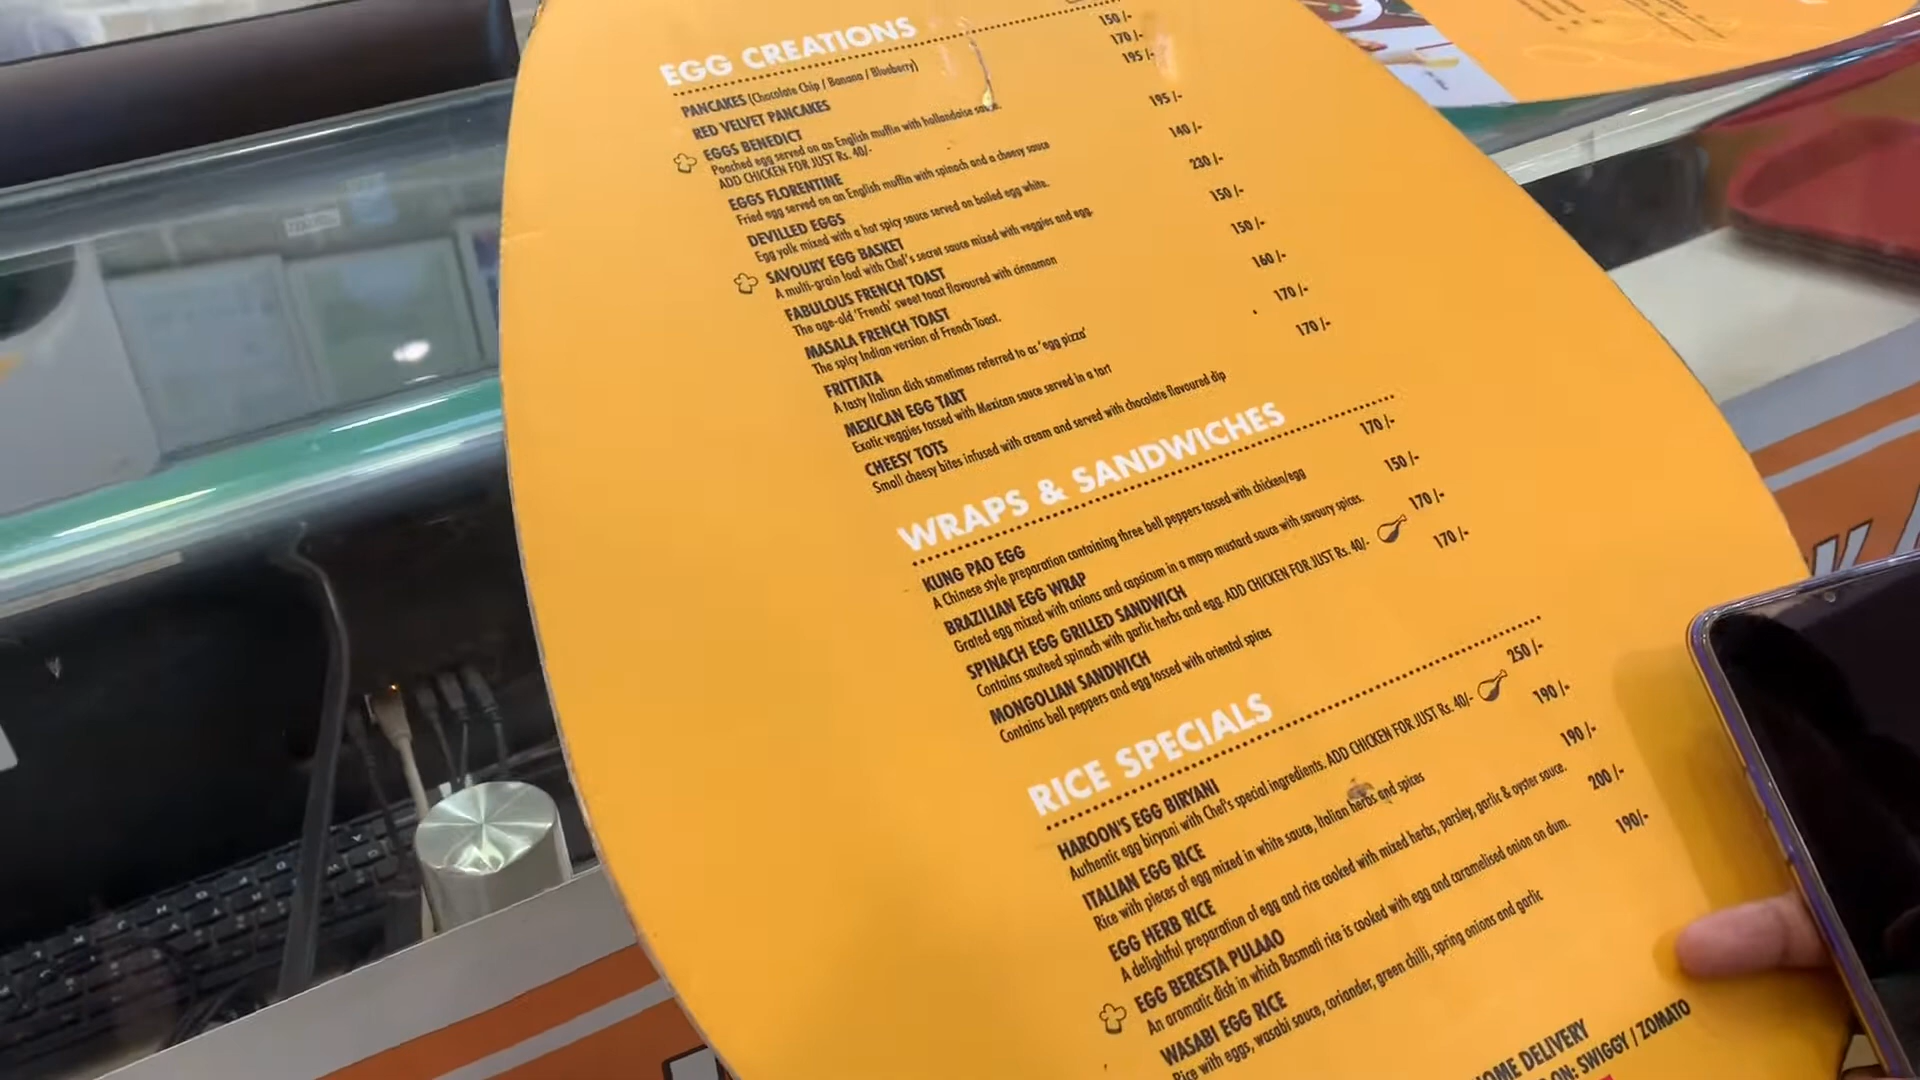 EGG CREATIONS
PANCAKES (Chocolate Chip / Banana / Blueberry) 150 /-
RED VELVET PANCAKES 170 /-
EGGS BENEDICT 195 /-
Poached egg served on an English muffin with hollandaise sauce.
ADD CHICKEN FOR JUST Rs. 40/-
EGGS FLORENTINE 195 /-
Fried egg served on an English muffin with spinach and a cheesy sauce
DEVILLED EGGS 140 /-
Egg yolk mixed with a hot spicy sauce served on boiled egg white.
SAVOURY EGG BASKET 230 /-
A multi-grain loaf with Chef's secret sauce mixed with veggies and egg.
FABULOUS FRENCH TOAST 150 /-
The age-old 'French' sweet toast flavoured with cinnamon
MASALA FRENCH TOAST 150 /-
The spicy Indian version of French Toast.
FRITTATA 160 /-
A tasty Italian dish sometimes referred to as 'egg pizza'
MEXICAN EGG TART 170 /-
Exotic veggies tossed with Mexican sauce served in a tart
CHEESY TOTS 170 /-
Small cheesy bites infused with cream and served with chocolate flavoured dip
WRAPS & SANDWICHES
KUNG PAO EGG 170 /-
A Chinese style preparation containing three bell peppers tossed with chicken/egg
BRAZILIAN EGG WRAP 150 /-
Grated egg mixed with onions and capsicum in a mayo mustard sauce with savoury spices.
SPINACH EGG GRILLED SANDWICH 170 /-
Contains sauteed spinach with garlic herbs and egg. ADD CHICKEN FOR JUST Rs. 40/-
MONGOLIAN SANDWICH 170 /-
Contains bell peppers and egg tossed with oriental spices
RICE SPECIALS
HAROON'S EGG BIRYANI 250 /-
Authentic egg biryani with Chef's special ingredients. ADD CHICKEN FOR JUST Rs. 40/-
ITALIAN EGG RICE 190 /-
Rice with pieces of egg mixed in white sauce, Italian herbs and spices
EGG HERB RICE 190 /-
A delightful preparation of egg and rice cooked with mixed herbs, parsley, garlic & oyster sauce.
EGG BERESTA PULAAO 200 /-
An aromatic dish in which Basmati rice is cooked with egg and caramelised onion on dum.
WASABI EGG RICE 190/-
Rice with eggs, wasabi sauce, coriander, green chilli, spring onions and garlic
HOME DELIVERY
ON: SWIGGY / ZOMATO